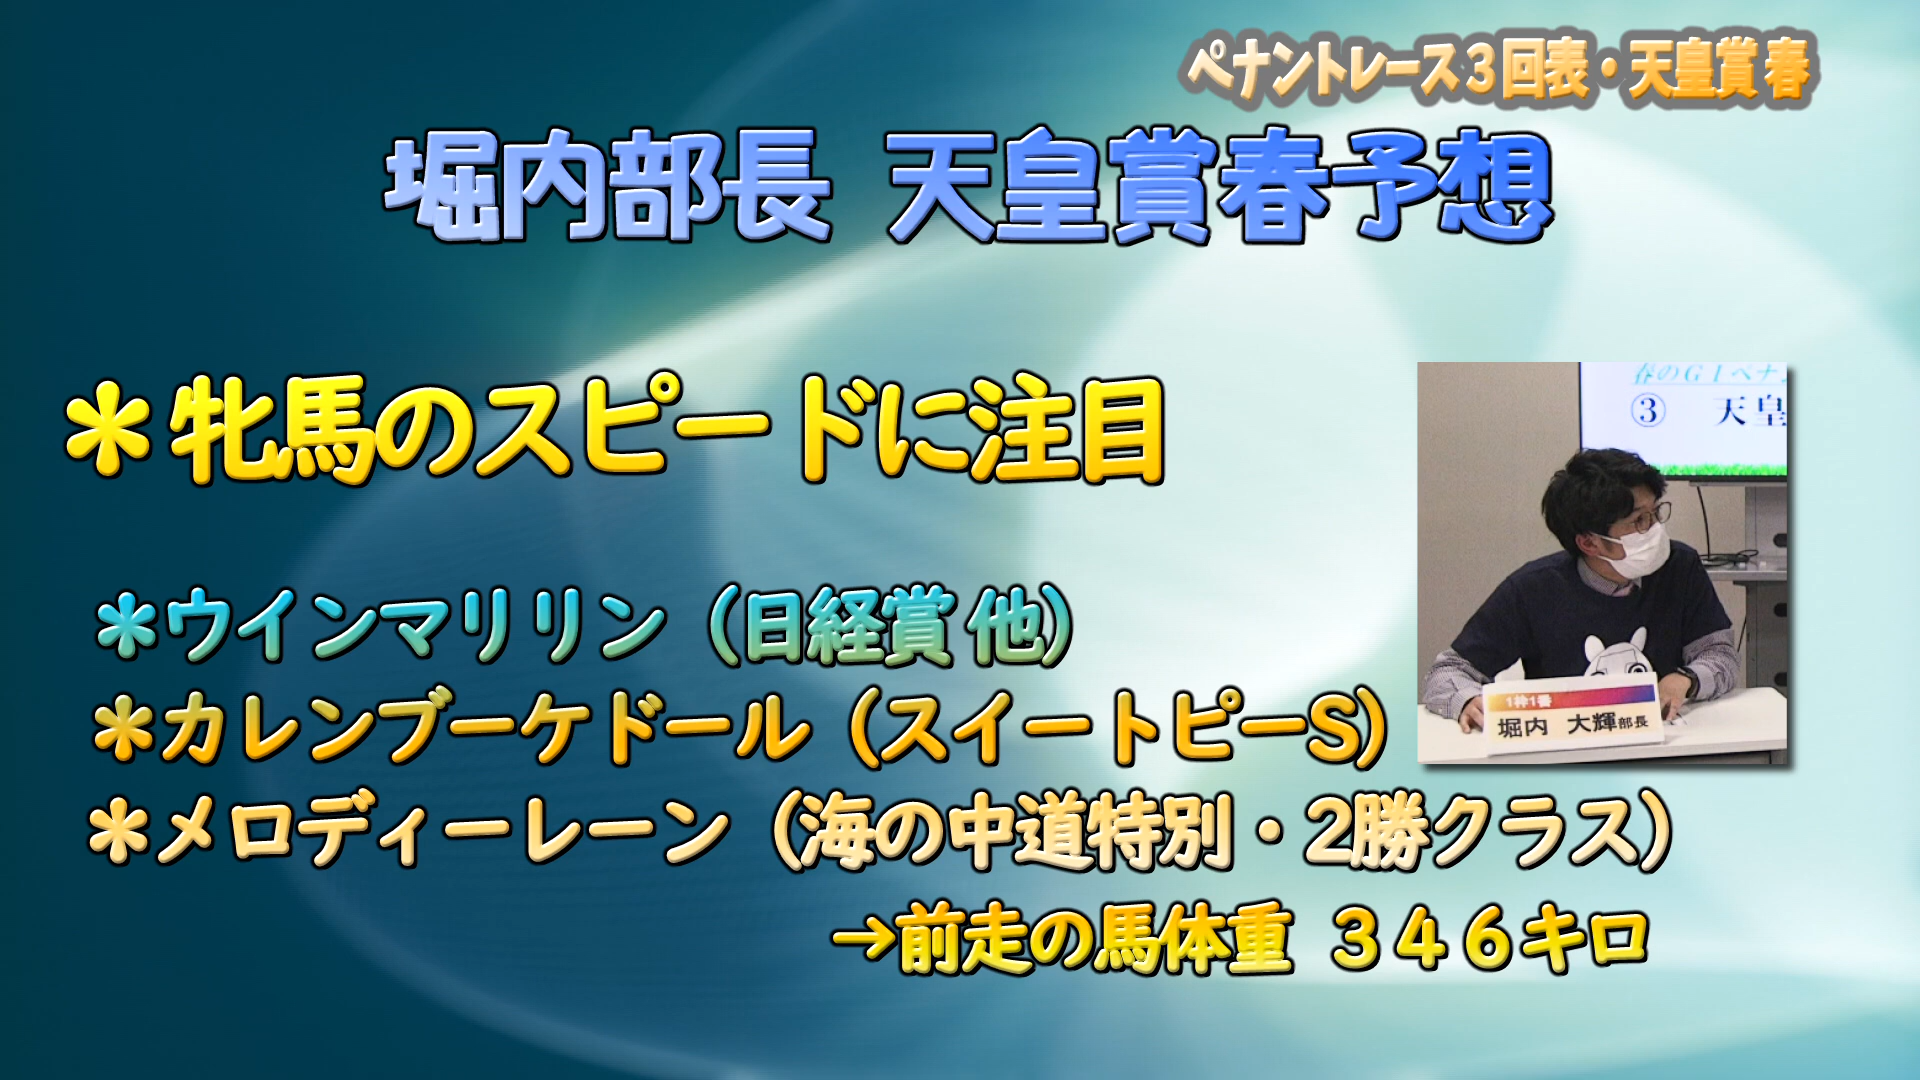 ペナントレース３回表・天皇賞 春
堀内部長 天皇賞春予想
＊牝馬のスピードに注目
春のGⅠペナ
③ 天皇
1枠1番
堀内 大輝部長
＊ウインマリリン（日経賞 他）
＊カレンブーケドール（スイートピーS）
＊メロディーレーン（海の中道特別・2勝クラス）
→前走の馬体重 ３４６キロ